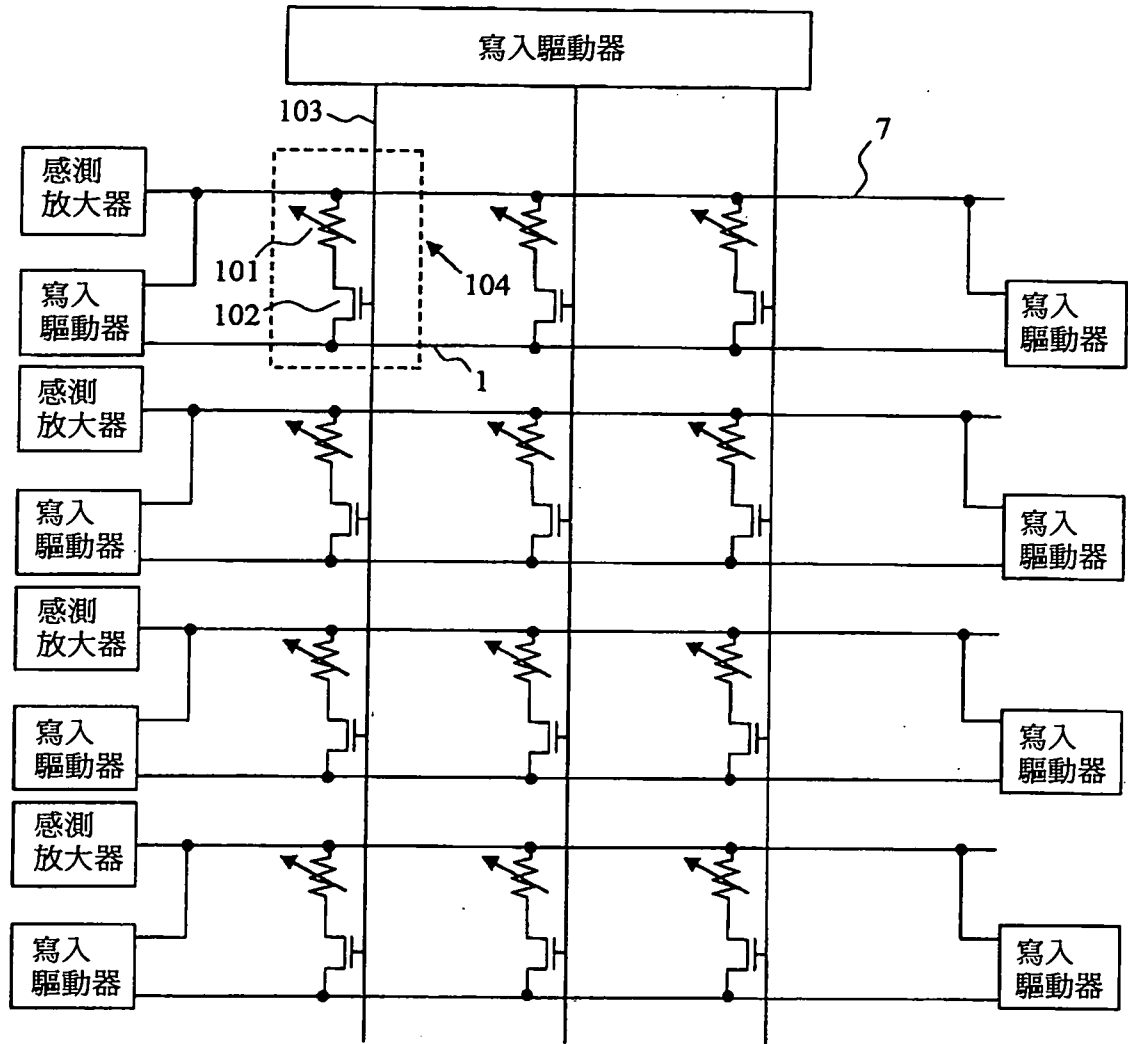 寫入驅動器
103
7
感測
放大器
101
104
寫入
驅動器
102
寫入
驅動器
1
感測
放大器
寫入
驅動器
寫入
驅動器
感測
放大器
寫入
驅動器
寫入
驅動器
感測
放大器
寫入
驅動器
寫入
驅動器